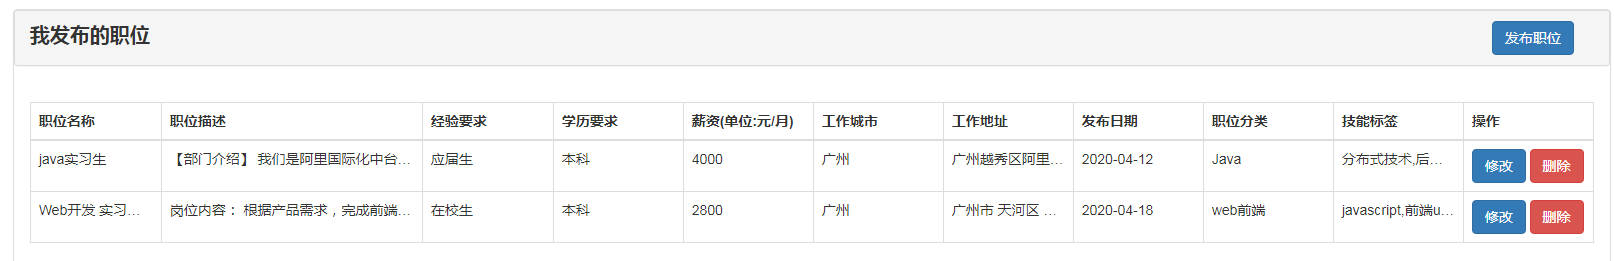 我发布的职位 发布职位
职位名称 职位描述 经验要求 学历要求 薪资(单位:元/月) 工作城市 工作地址 发布日期 职位分类 技能标签 操作
java实习生 【部门介绍】 我们是阿里国际化中台... 应届生 本科 4000 广州 广州越秀区阿里... 2020-04-12 Java 分布式技术,后... 修改 删除
Web开发 实习... 岗位内容： 根据产品需求，完成前端... 在校生 本科 2800 广州 广州市 天河区 ... 2020-04-18 web前端 javascript,前端u... 修改 删除